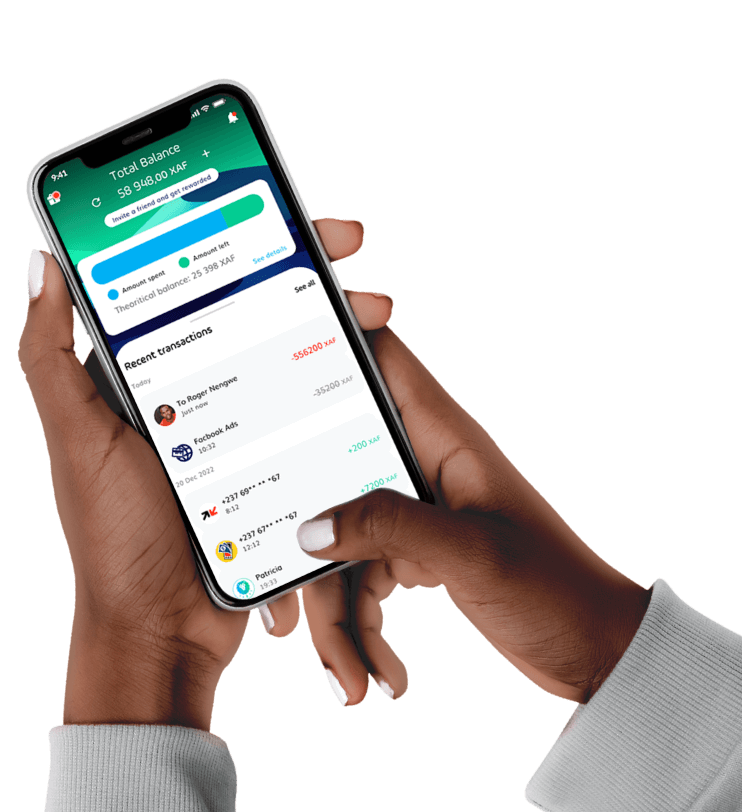 9:41
Total Balance
58 948,00 XAF
+
Invite a friend and get rewarded
Amount spent
Amount left
Theoritical balance: 25 398 XAF
See details
Recent transactions
See all
Today
To Roger Nengwe
Just now
-556200 XAF
Focbook Ads
10:32
-35200 XAF
20 Dec 2022
+237 69** ** *67
8:12
+200 XAF
+237 67** ** *67
12:12
+7200 XAF
Patricia
19:33